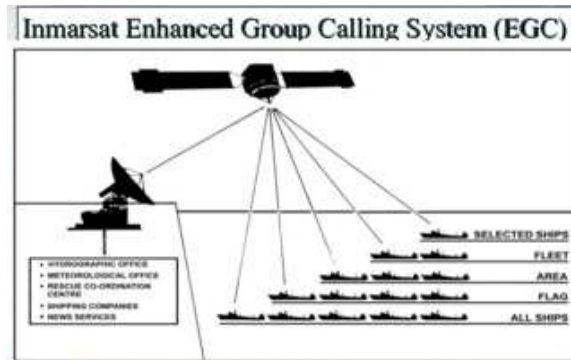 Inmarsat Enhanced Group Calling System (EGC)
SELECTED SHIPS
FLEET
AREA
FLAG
ALL SHIPS
• HYDROGRAPHIC OFFICE
• METEOROLOGICAL OFFICE
• RESCUE CO-ORDINATION
CENTRE
• SHIPPING COMPANIES
• NEWS SERVICES